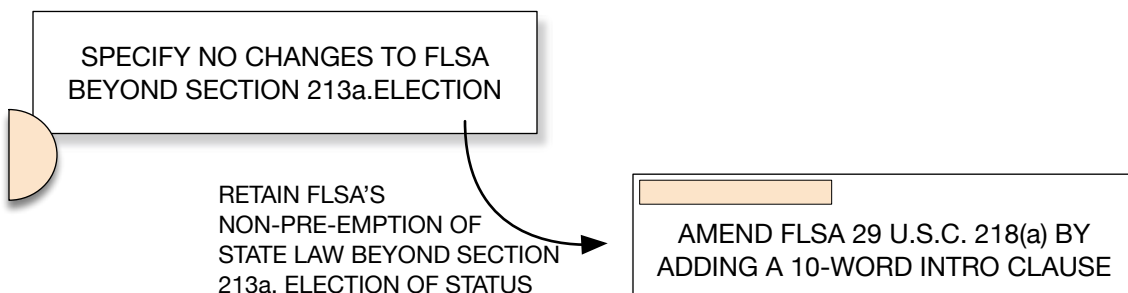 SPECIFY NO CHANGES TO FLSA
BEYOND SECTION 213a.ELECTION
RETAIN FLSA'S
NON-PRE-EMPTION OF
STATE LAW BEYOND SECTION
213a. ELECTION OF STATUS
AMEND FLSA 29 U.S.C. 218(a) BY
ADDING A 10-WORD INTRO CLAUSE